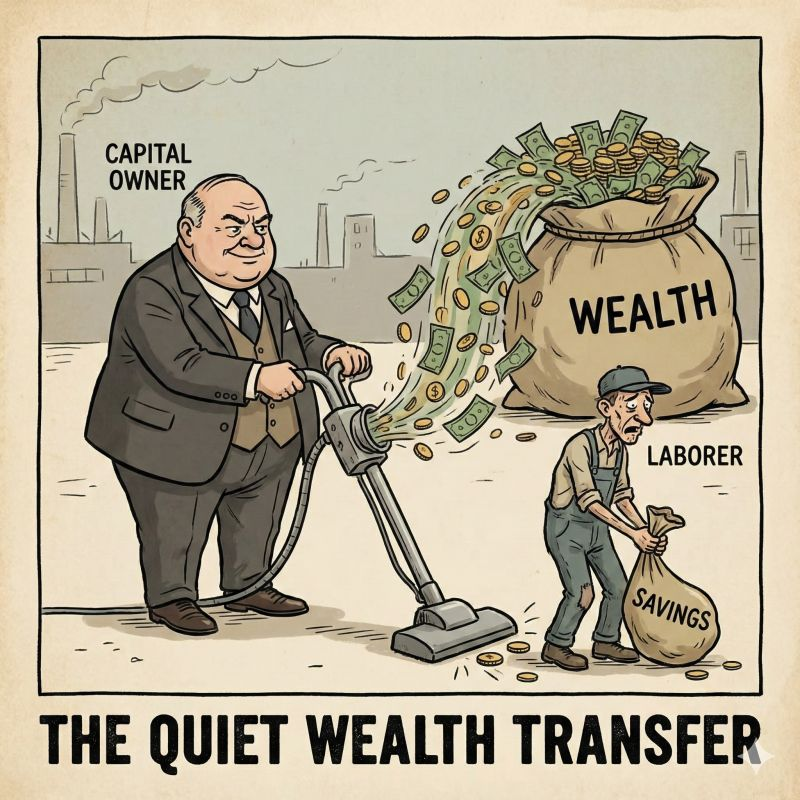 CAPITAL
OWNER
WEALTH
LABORER
SAVINGS
THE QUIET WEALTH TRANSFER